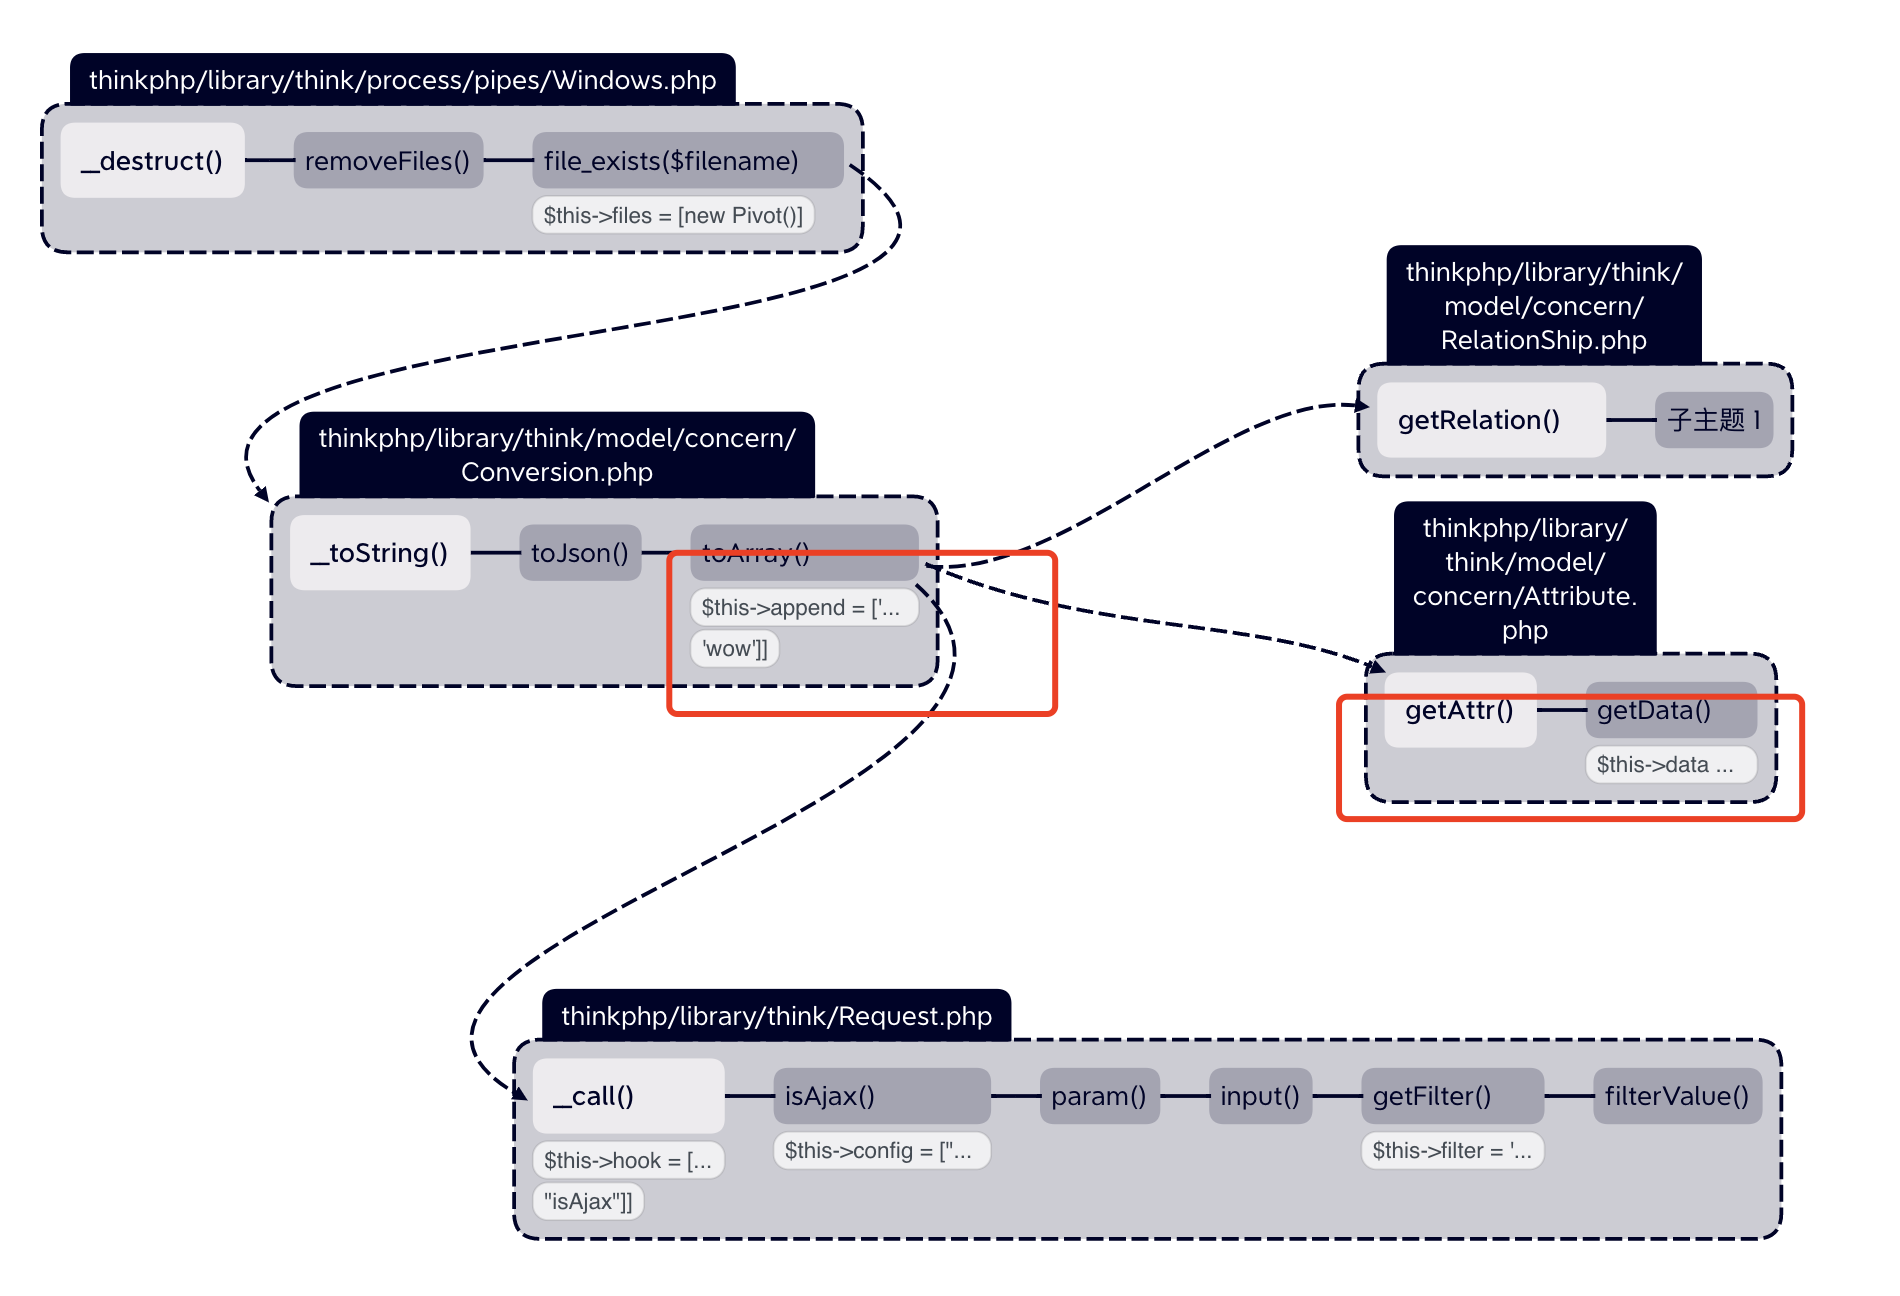 thinkphp/library/think/process/pipes/Windows.php
__destruct()
removeFiles()
file_exists($filename)
$this->files = [new Pivot()]
thinkphp/library/think/
model/concern/
RelationShip.php
getRelation()
子主题 1
thinkphp/library/think/model/concern/
Conversion.php
__toString()
toJson()
toArray()
$this->append = ['...
'wow']]
thinkphp/library/
think/model/
concern/Attribute.
php
getAttr()
getData()
$this->data ...
thinkphp/library/think/Request.php
__call()
isAjax()
param()
input()
getFilter()
filterValue()
$this->hook = [...
"isAjax"]]
$this->config = ["...
$this->filter = '...